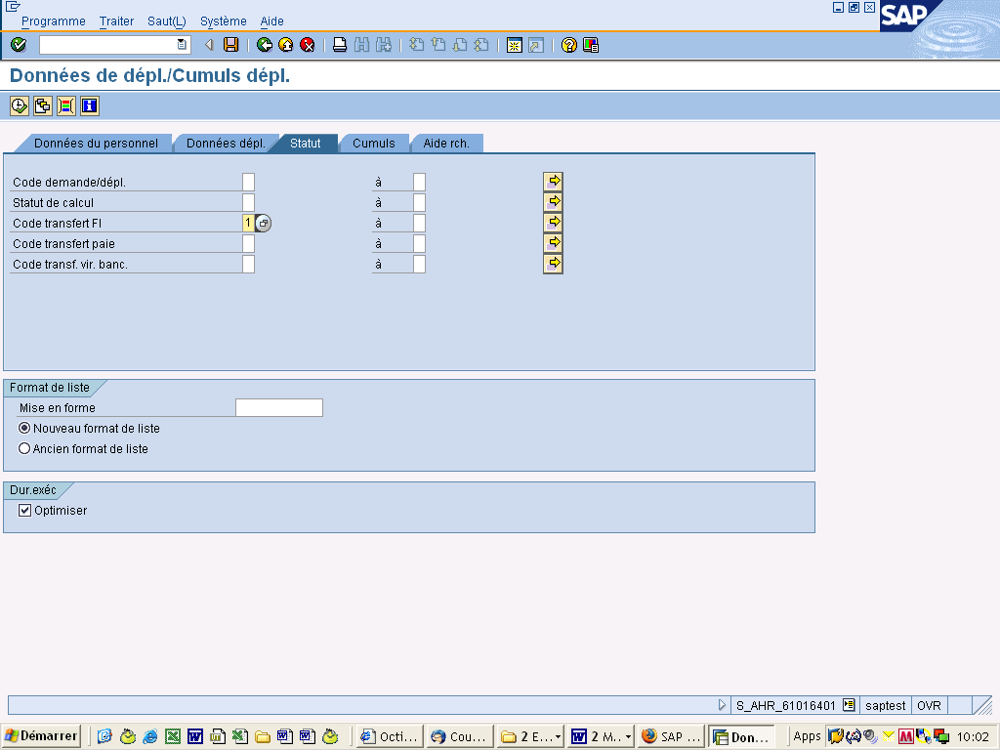 Programme Traiter Saut(L) Système Aide
SAP
Données de dépl./Cumuls dépl.
Données du personnel Données dépl. Statut Cumuls Aide rch.
Code demande/dépl. à
Statut de calcul à
Code transfert FI 1 à
Code transfert paie à
Code transf. vir. banc. à
Format de liste
Mise en forme
Nouveau format de liste
Ancien format de liste
Dur.exéc
Optimiser
S_AHR_61016401 saptest OVR
Démarrer Octi... Cou... 2 E... 2 M... SAP ... Don... Apps 10:02